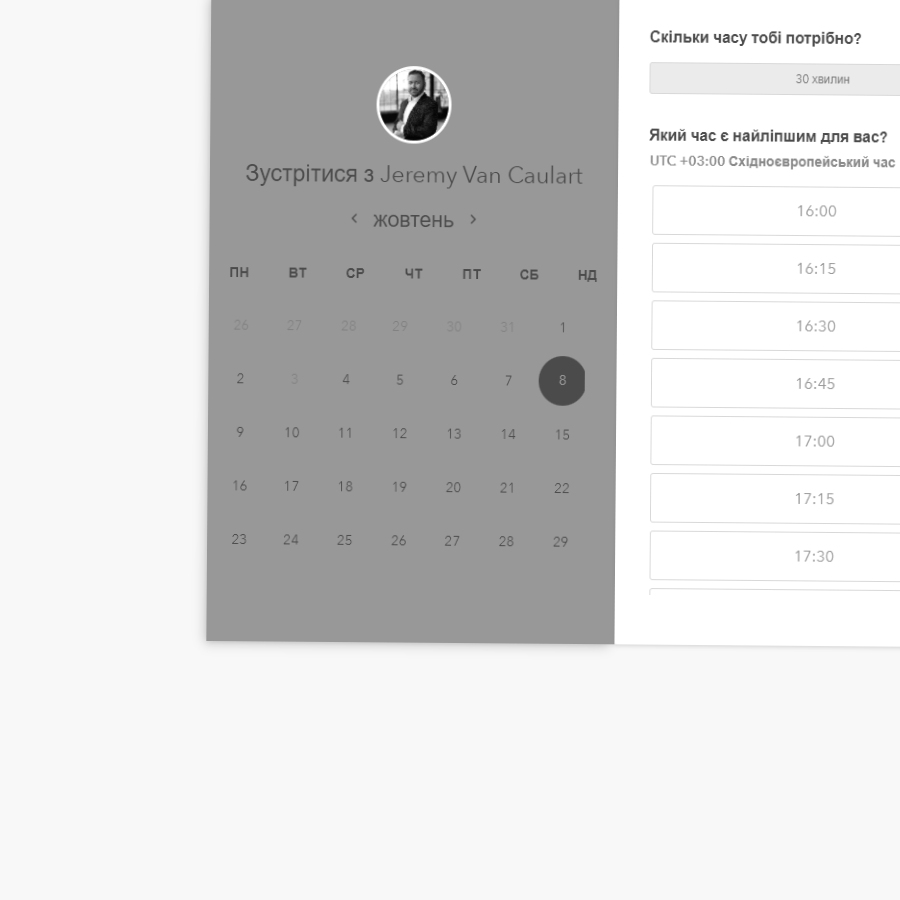 Зустрітися з Jeremy Van Caulart
‹ жовтень ›
ПН ВТ СР ЧТ ПТ СБ НД
26 27 28 29 30 31 1
2 3 4 5 6 7 8
9 10 11 12 13 14 15
16 17 18 19 20 21 22
23 24 25 26 27 28 29
Скільки часу тобі потрібно?
30 хвилин
Який час є найліпшим для вас?
UTC +03:00 Східноєвропейський час
16:00
16:15
16:30
16:45
17:00
17:15
17:30